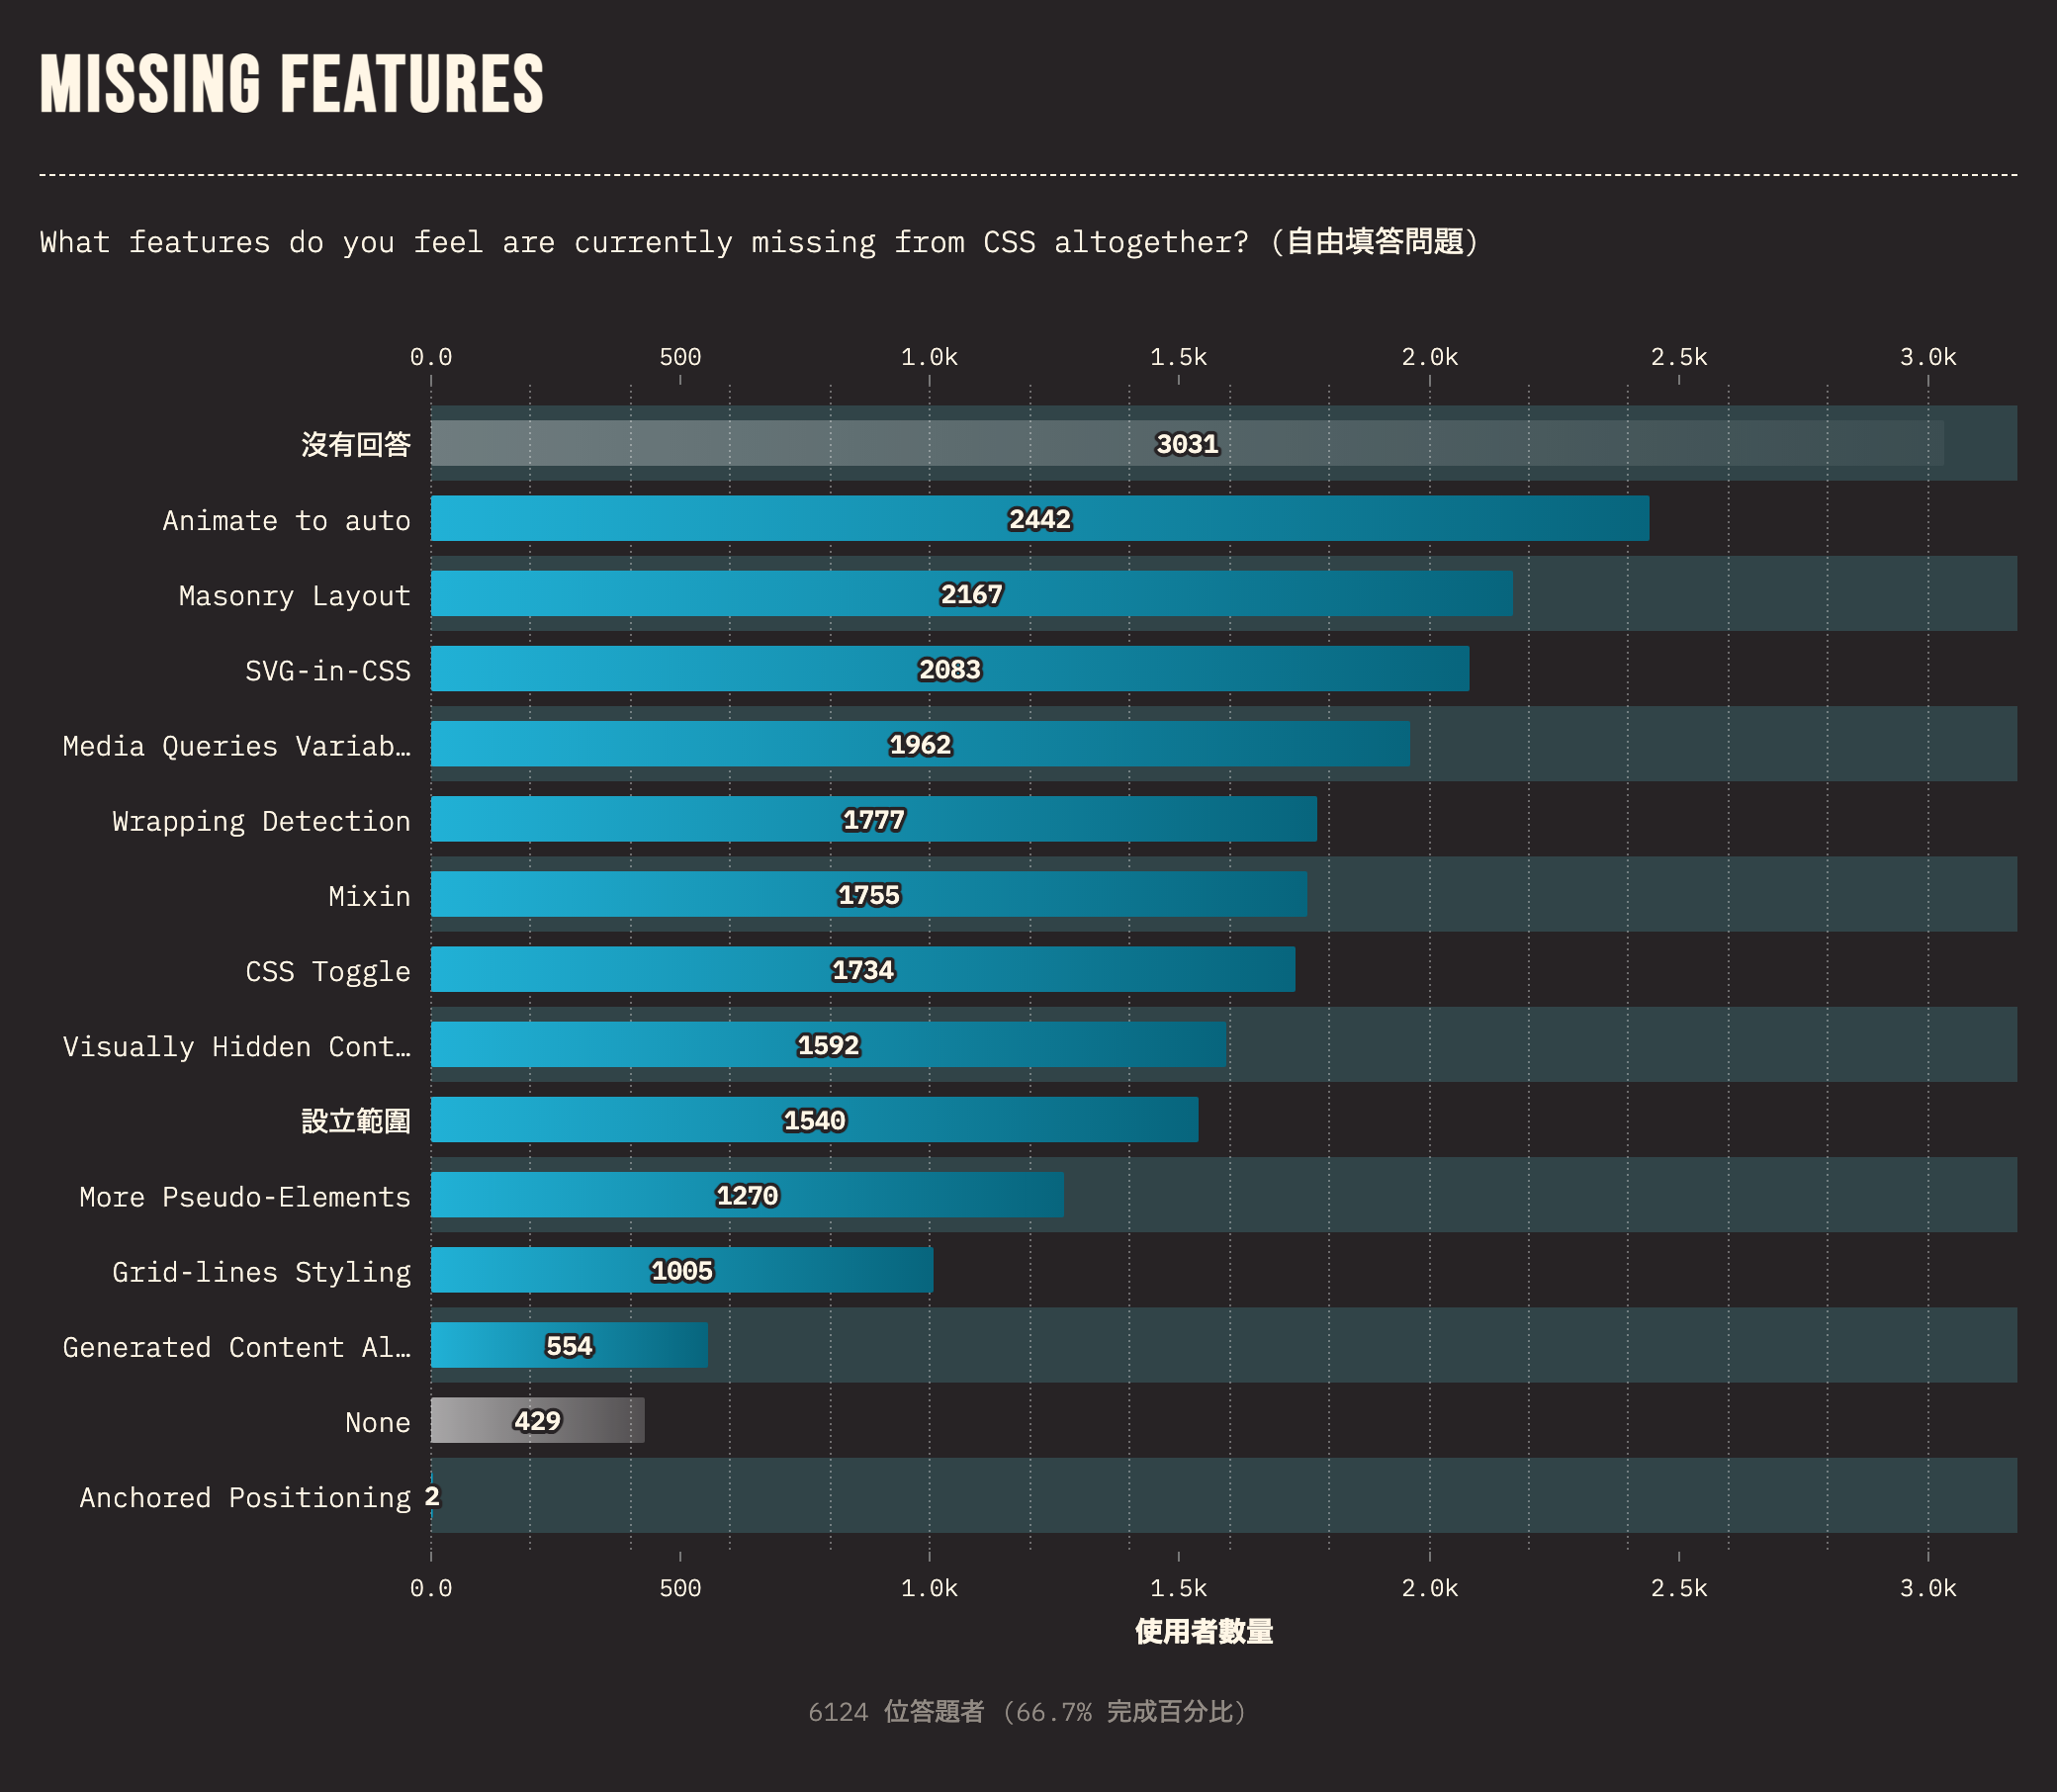 MISSING FEATURES
What features do you feel are currently missing from CSS altogether? (自由填答問題)
0.0 500 1.0k 1.5k 2.0k 2.5k 3.0k
沒有回答 3031
Animate to auto 2442
Masonry Layout 2167
SVG-in-CSS 2083
Media Queries Variab… 1962
Wrapping Detection 1777
Mixin 1755
CSS Toggle 1734
Visually Hidden Cont… 1592
設立範圍 1540
More Pseudo-Elements 1270
Grid-lines Styling 1005
Generated Content Al… 554
None 429
Anchored Positioning 2
0.0 500 1.0k 1.5k 2.0k 2.5k 3.0k
使用者數量
6124 位答題者 (66.7% 完成百分比)